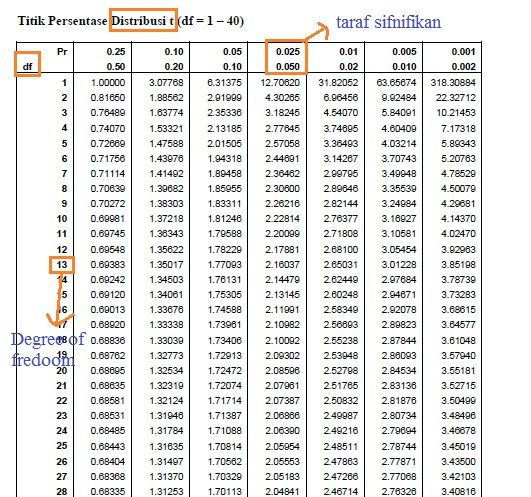 Titik Persentase Distribusi t (df = 1 – 40)
taraf sifnifikan
Pr 0.25 0.10 0.05 0.025 0.01 0.005 0.001
df 0.50 0.20 0.10 0.050 0.02 0.010 0.002
1 1.00000 3.07768 6.31375 12.70620 31.82052 63.65674 318.30884
2 0.81650 1.88562 2.91999 4.30265 6.96456 9.92484 22.32712
3 0.76489 1.63774 2.35336 3.18245 4.54070 5.84091 10.21453
4 0.74070 1.53321 2.13185 2.77645 3.74695 4.60409 7.17318
5 0.72669 1.47588 2.01505 2.57058 3.36493 4.03214 5.89343
6 0.71756 1.43976 1.94318 2.44691 3.14267 3.70743 5.20763
7 0.71114 1.41492 1.89458 2.36462 2.99795 3.49948 4.78529
8 0.70639 1.39682 1.85955 2.30600 2.89646 3.35539 4.50079
9 0.70272 1.38303 1.83311 2.26216 2.82144 3.24984 4.29681
10 0.69981 1.37218 1.81246 2.22814 2.76377 3.16927 4.14370
11 0.69745 1.36343 1.79588 2.20099 2.71808 3.10581 4.02470
12 0.69548 1.35622 1.78229 2.17881 2.68100 3.05454 3.92963
13 0.69383 1.35017 1.77093 2.16037 2.65031 3.01228 3.85198
14 0.69242 1.34503 1.76131 2.14479 2.62449 2.97684 3.78739
15 0.69120 1.34061 1.75305 2.13145 2.60248 2.94671 3.73283
16 0.69013 1.33676 1.74588 2.11991 2.58349 2.92078 3.68615
17 0.68920 1.33338 1.73961 2.10982 2.56693 2.89823 3.64577
Degree of
18 0.68836 1.33039 1.73406 2.10092 2.55238 2.87844 3.61048
fredoom
19 0.68762 1.32773 1.72913 2.09302 2.53948 2.86093 3.57940
20 0.68695 1.32534 1.72472 2.08596 2.52798 2.84534 3.55181
21 0.68635 1.32319 1.72074 2.07961 2.51765 2.83136 3.52715
22 0.68581 1.32124 1.71714 2.07387 2.50832 2.81876 3.50499
23 0.68531 1.31946 1.71387 2.06866 2.49987 2.80734 3.48496
24 0.68485 1.31784 1.71088 2.06390 2.49216 2.79694 3.46678
25 0.68443 1.31635 1.70814 2.05954 2.48511 2.78744 3.45019
26 0.68404 1.31497 1.70562 2.05553 2.47863 2.77871 3.43500
27 0.68368 1.31370 1.70329 2.05183 2.47266 2.77068 3.42103
28 0.68335 1.31253 1.70113 2.04841 2.46714 2.76326 3.40816